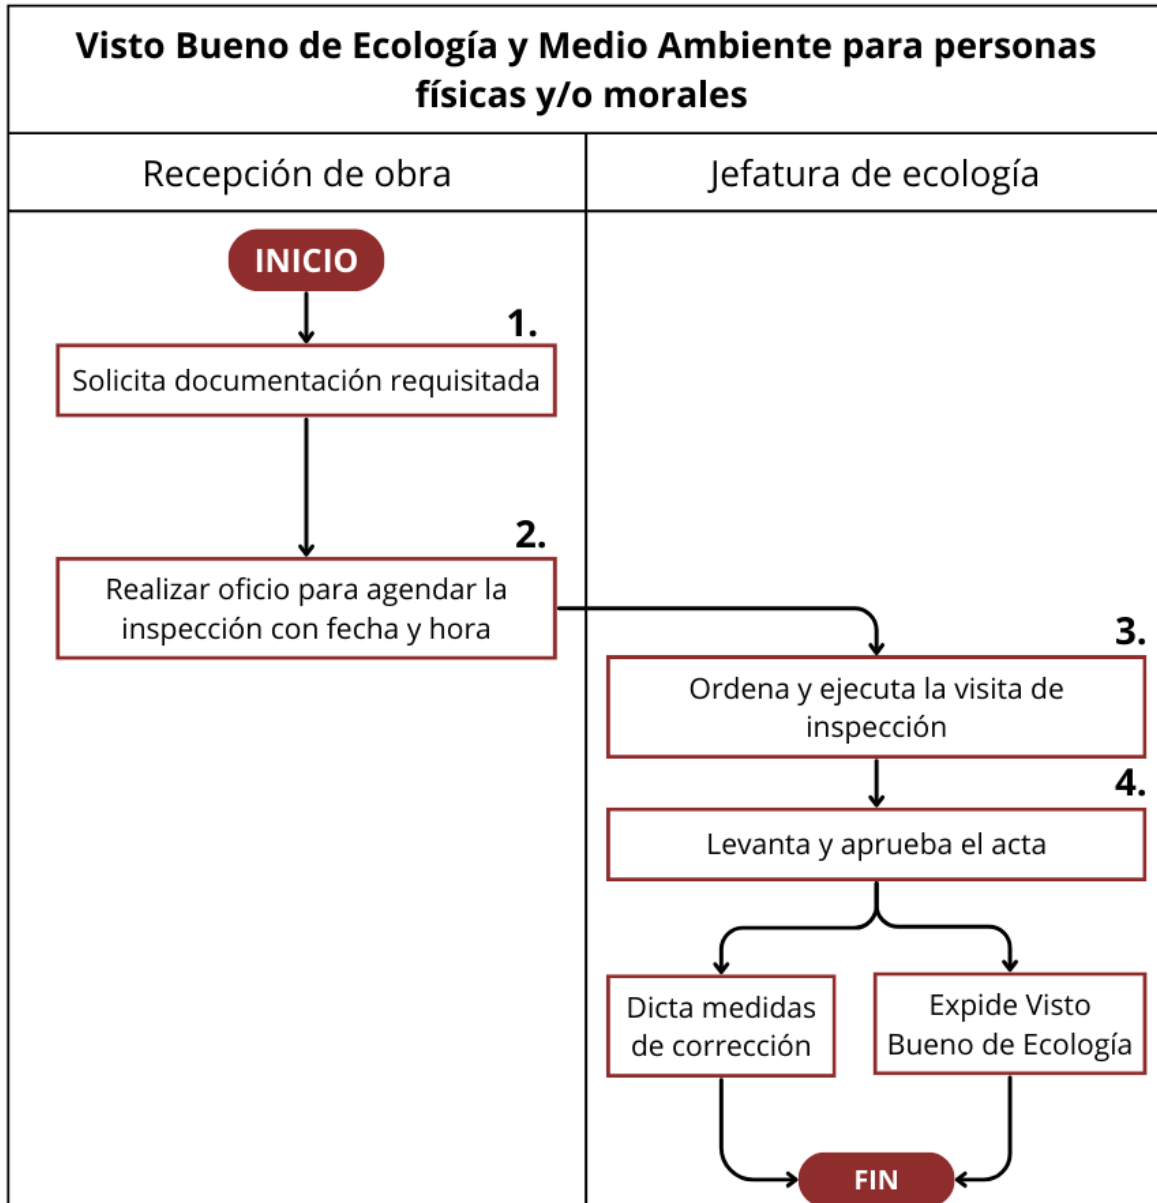 Visto Bueno de Ecología y Medio Ambiente para personas
físicas y/o morales
Recepción de obra
Jefatura de ecología
INICIO
1.
Solicita documentación requisitada
2.
Realizar oficio para agendar la
inspección con fecha y hora
3.
Ordena y ejecuta la visita de
inspección
4.
Levanta y aprueba el acta
Dicta medidas
de corrección
Expide Visto
Bueno de Ecología
FIN